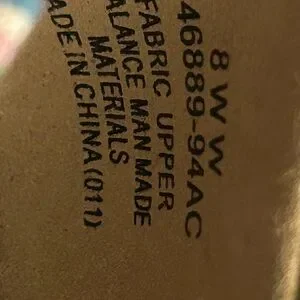 8 W W
46889-94AC
FABRIC UPPER
ALANCE MAN MADE
MATERIALS
ADE IN CHINA (011)